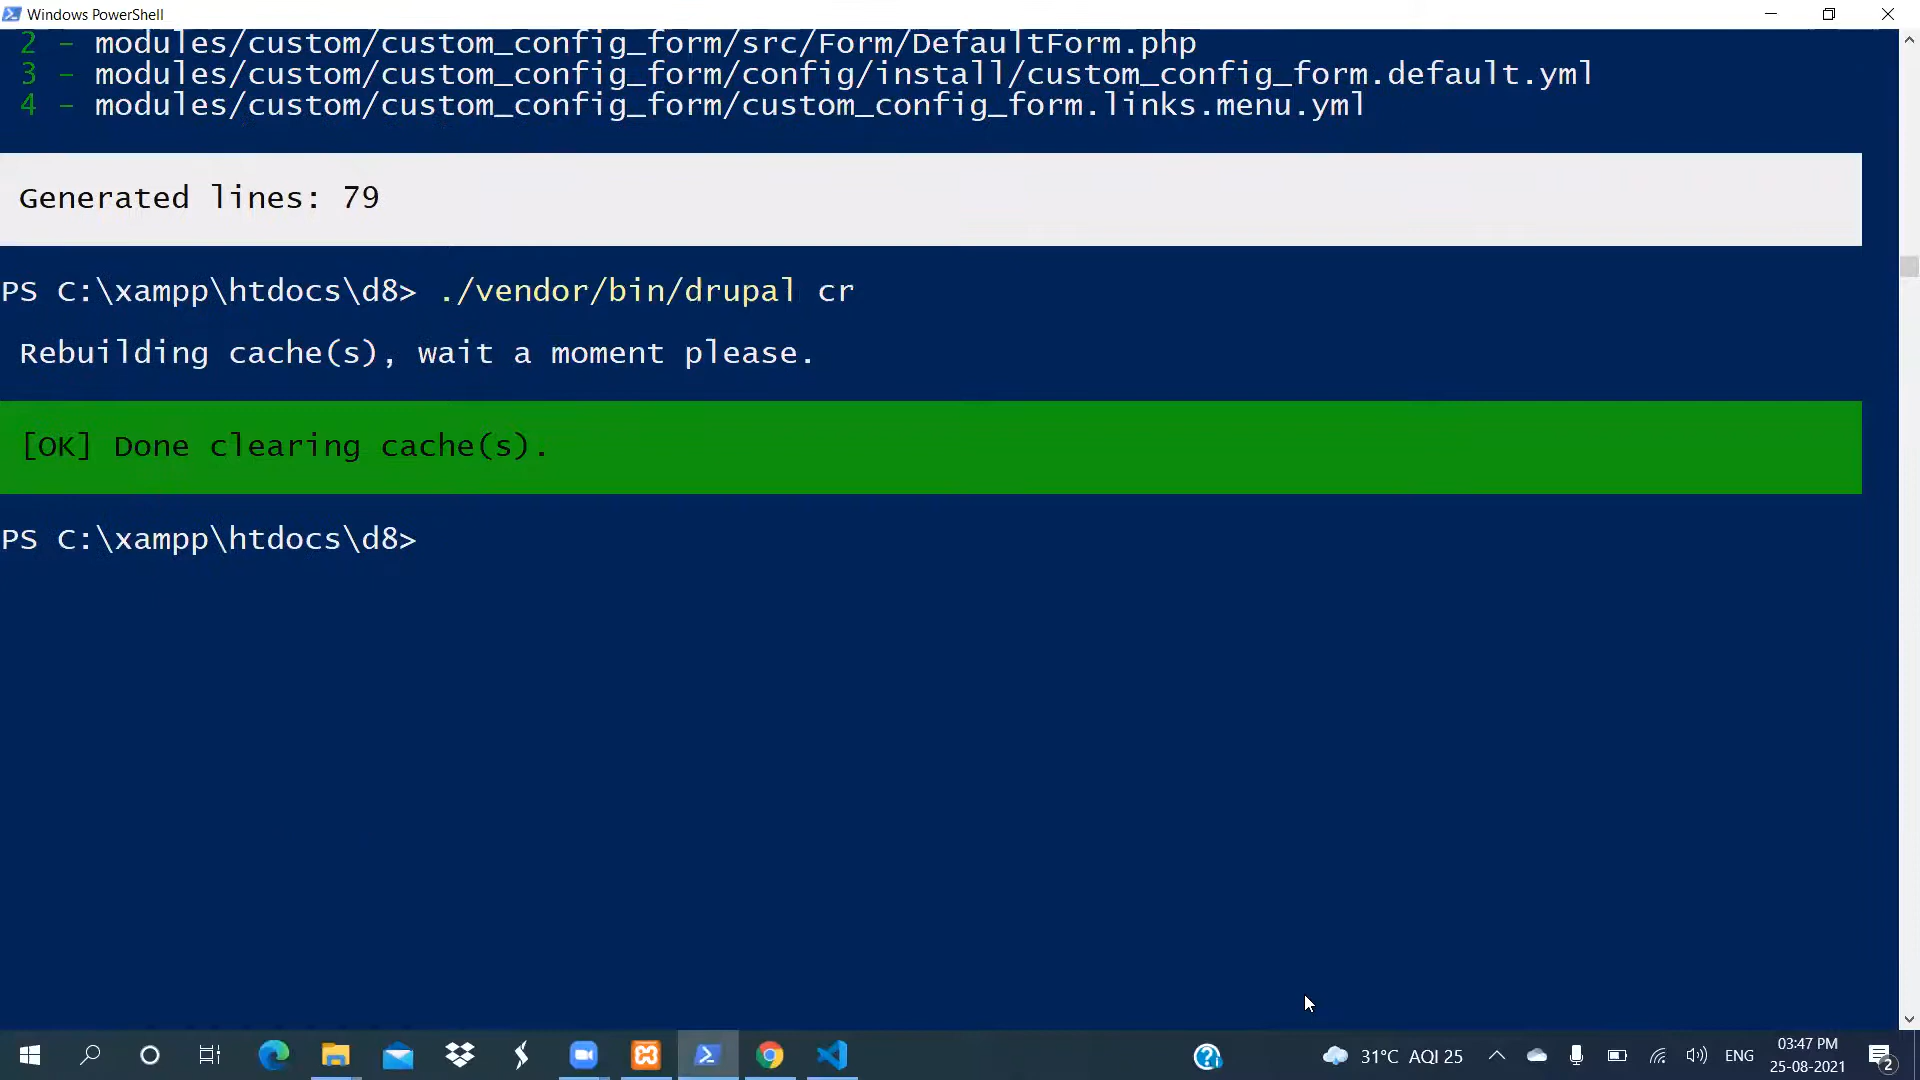 Windows PowerShell
2 - modules/custom/custom_config_form/src/Form/DefaultForm.php
3 - modules/custom/custom_config_form/config/install/custom_config_form.default.yml
4 - modules/custom/custom_config_form/custom_config_form.links.menu.yml
Generated lines: 79
PS C:\xampp\htdocs\d8> ./vendor/bin/drupal cr
Rebuilding cache(s), wait a moment please.
[OK] Done clearing cache(s).
PS C:\xampp\htdocs\d8>
31°C AQI 25
ENG
03:47 PM
25-08-2021
2